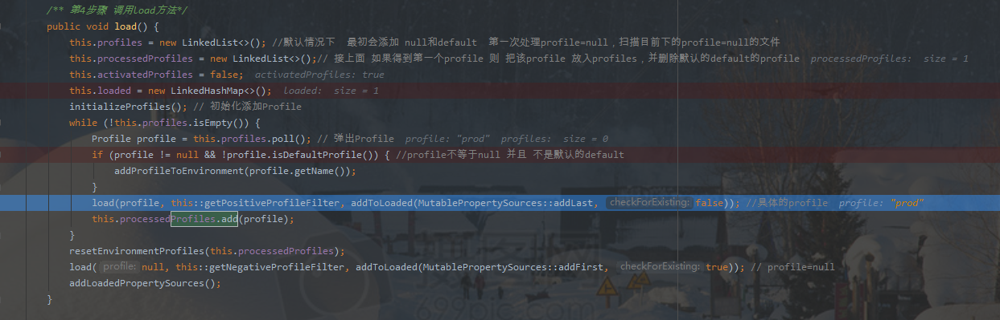 /** 第4步骤 调用load方法*/
public void load() {
this.profiles = new LinkedList<>(); //默认情况下 最初会添加 null和default 第一次处理profile=null，扫描目前下的profile=null的文件
this.processedProfiles = new LinkedList<>();// 接上面 如果得到第一个profile 则 把该profile 放入profiles，并删除默认的default的profile processedProfiles: size = 1
this.activatedProfiles = false; activatedProfiles: true
this.loaded = new LinkedHashMap<>(); loaded: size = 1
initializeProfiles(); // 初始化添加Profile
while (!this.profiles.isEmpty()) {
Profile profile = this.profiles.poll(); // 弹出Profile profile: "prod" profiles: size = 0
if (profile != null && !profile.isDefaultProfile()) { //profile不等于null 并且 不是默认的default
addProfileToEnvironment(profile.getName());
}
load(profile, this::getPositiveProfileFilter, addToLoaded(MutablePropertySources::addLast, checkForExisting: false)); //具体的profile profile: "prod"
this.processedProfiles.add(profile);
}
resetEnvironmentProfiles(this.processedProfiles);
load( profile: null, this::getNegativeProfileFilter, addToLoaded(MutablePropertySources::addFirst, checkForExisting: true)); // profile=null
addLoadedPropertySources();
}
699pic.com